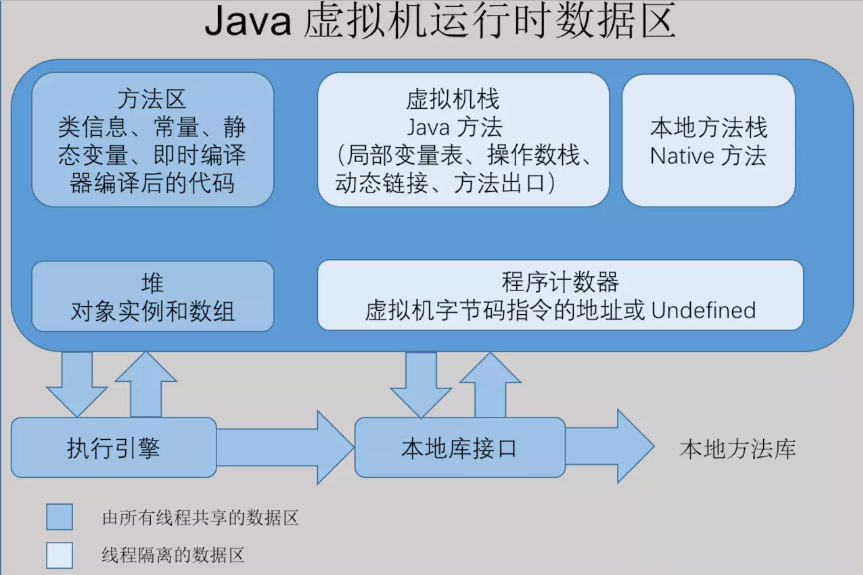 Java 虚拟机运行时数据区
方法区
类信息、常量、静
态变量、即时编译
器编译后的代码
虚拟机栈
Java 方法
（局部变量表、操作数栈、
动态链接、方法出口）
本地方法栈
Native 方法
堆
对象实例和数组
程序计数器
虚拟机字节码指令的地址或 Undefined
执行引擎
本地库接口
本地方法库
由所有线程共享的数据区
线程隔离的数据区